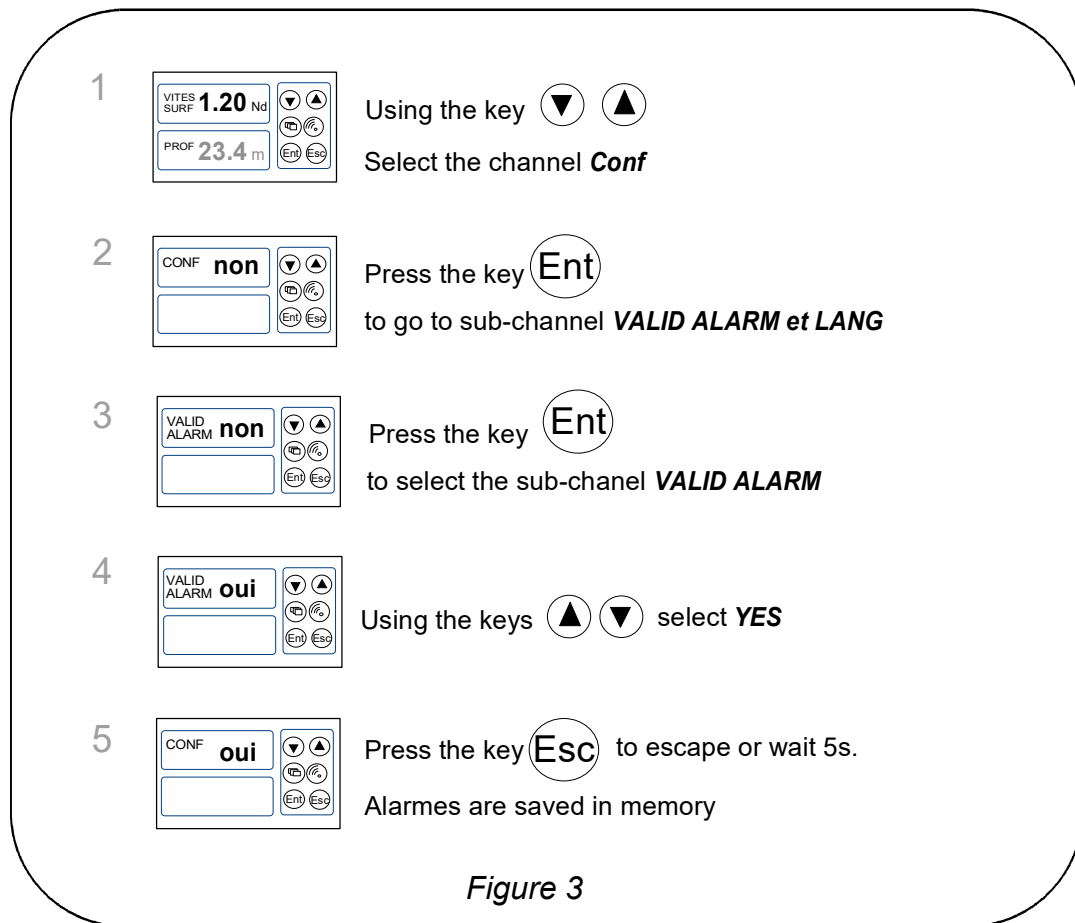 1
VITES
SURF 1.20 Nd
PROF 23.4 m
Ent Esc
Using the key
Select the channel Conf
2
CONF non
Ent Esc
Press the key Ent
to go to sub-channel VALID ALARM et LANG
3
VALID
ALARM non
Ent Esc
Press the key Ent
to select the sub-chanel VALID ALARM
4
VALID
ALARM oui
Ent Esc
Using the keys select YES
5
CONF oui
Ent Esc
Press the key Esc to escape or wait 5s.
Alarmes are saved in memory
Figure 3